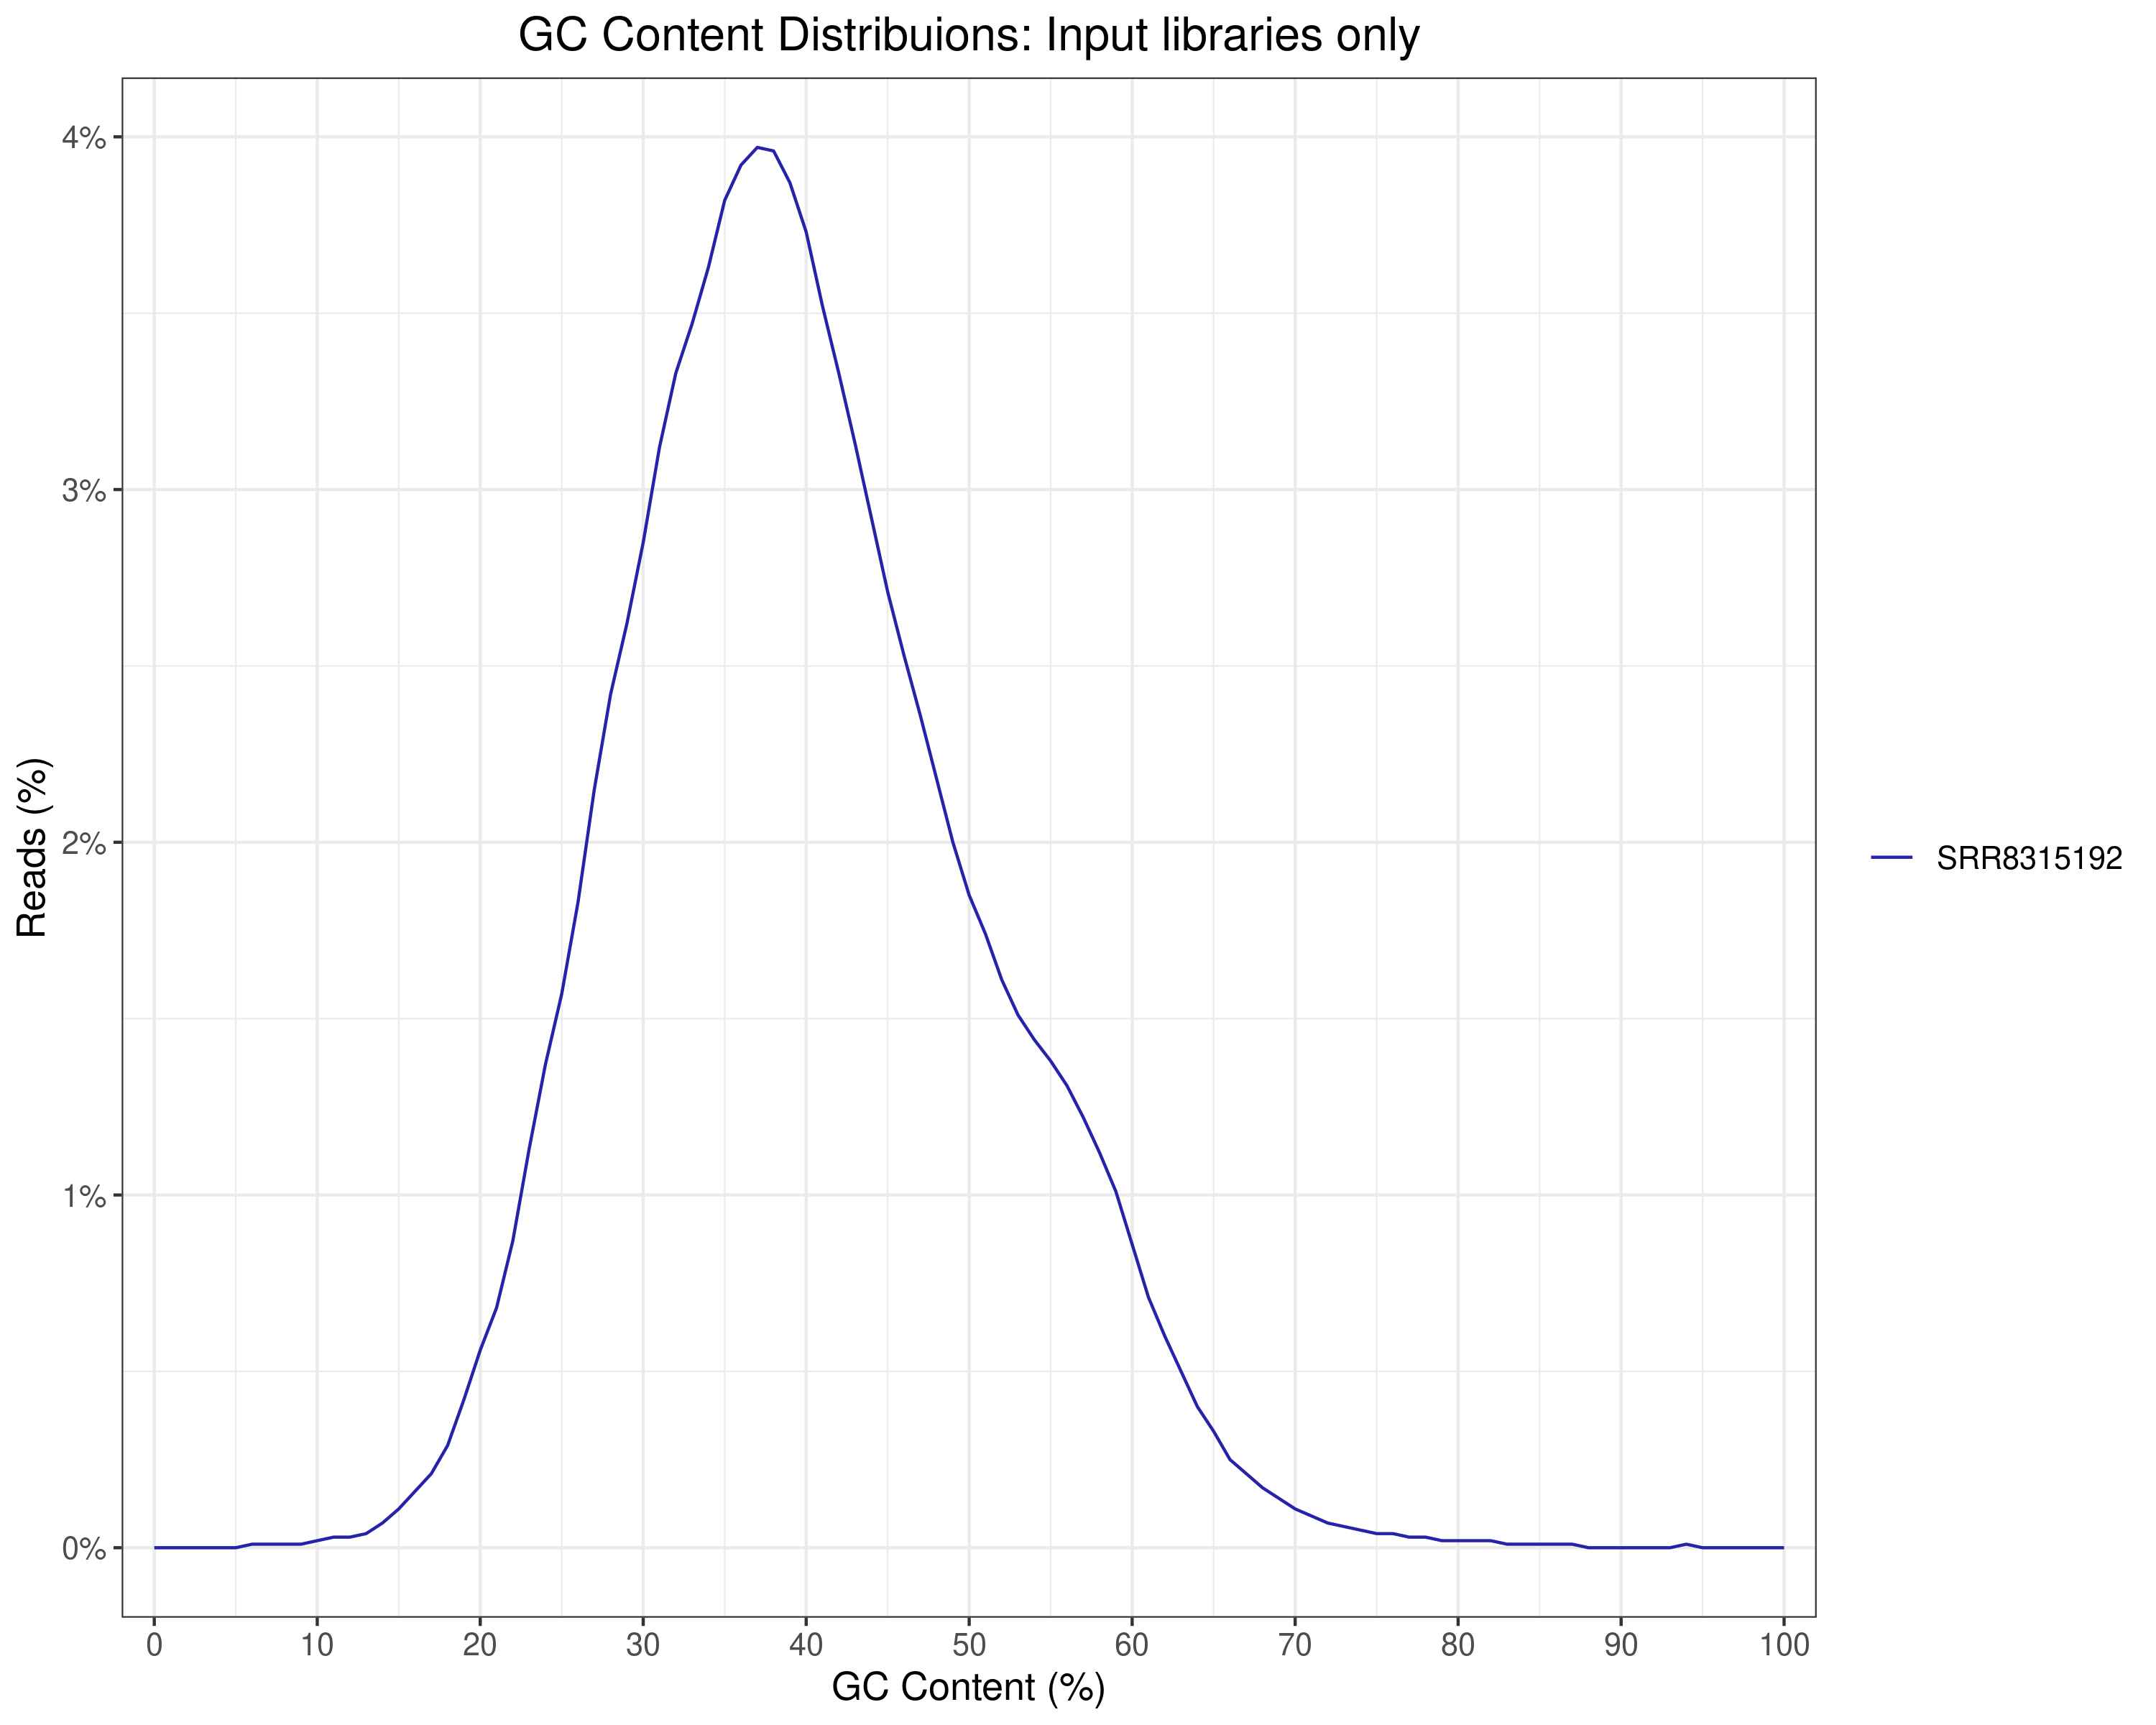 GC Content Distribuions: Input libraries only
Reads (%)
4%
3%
2%
1%
0%
0 10 20 30 40 50 60 70 80 90 100
GC Content (%)
SRR8315192